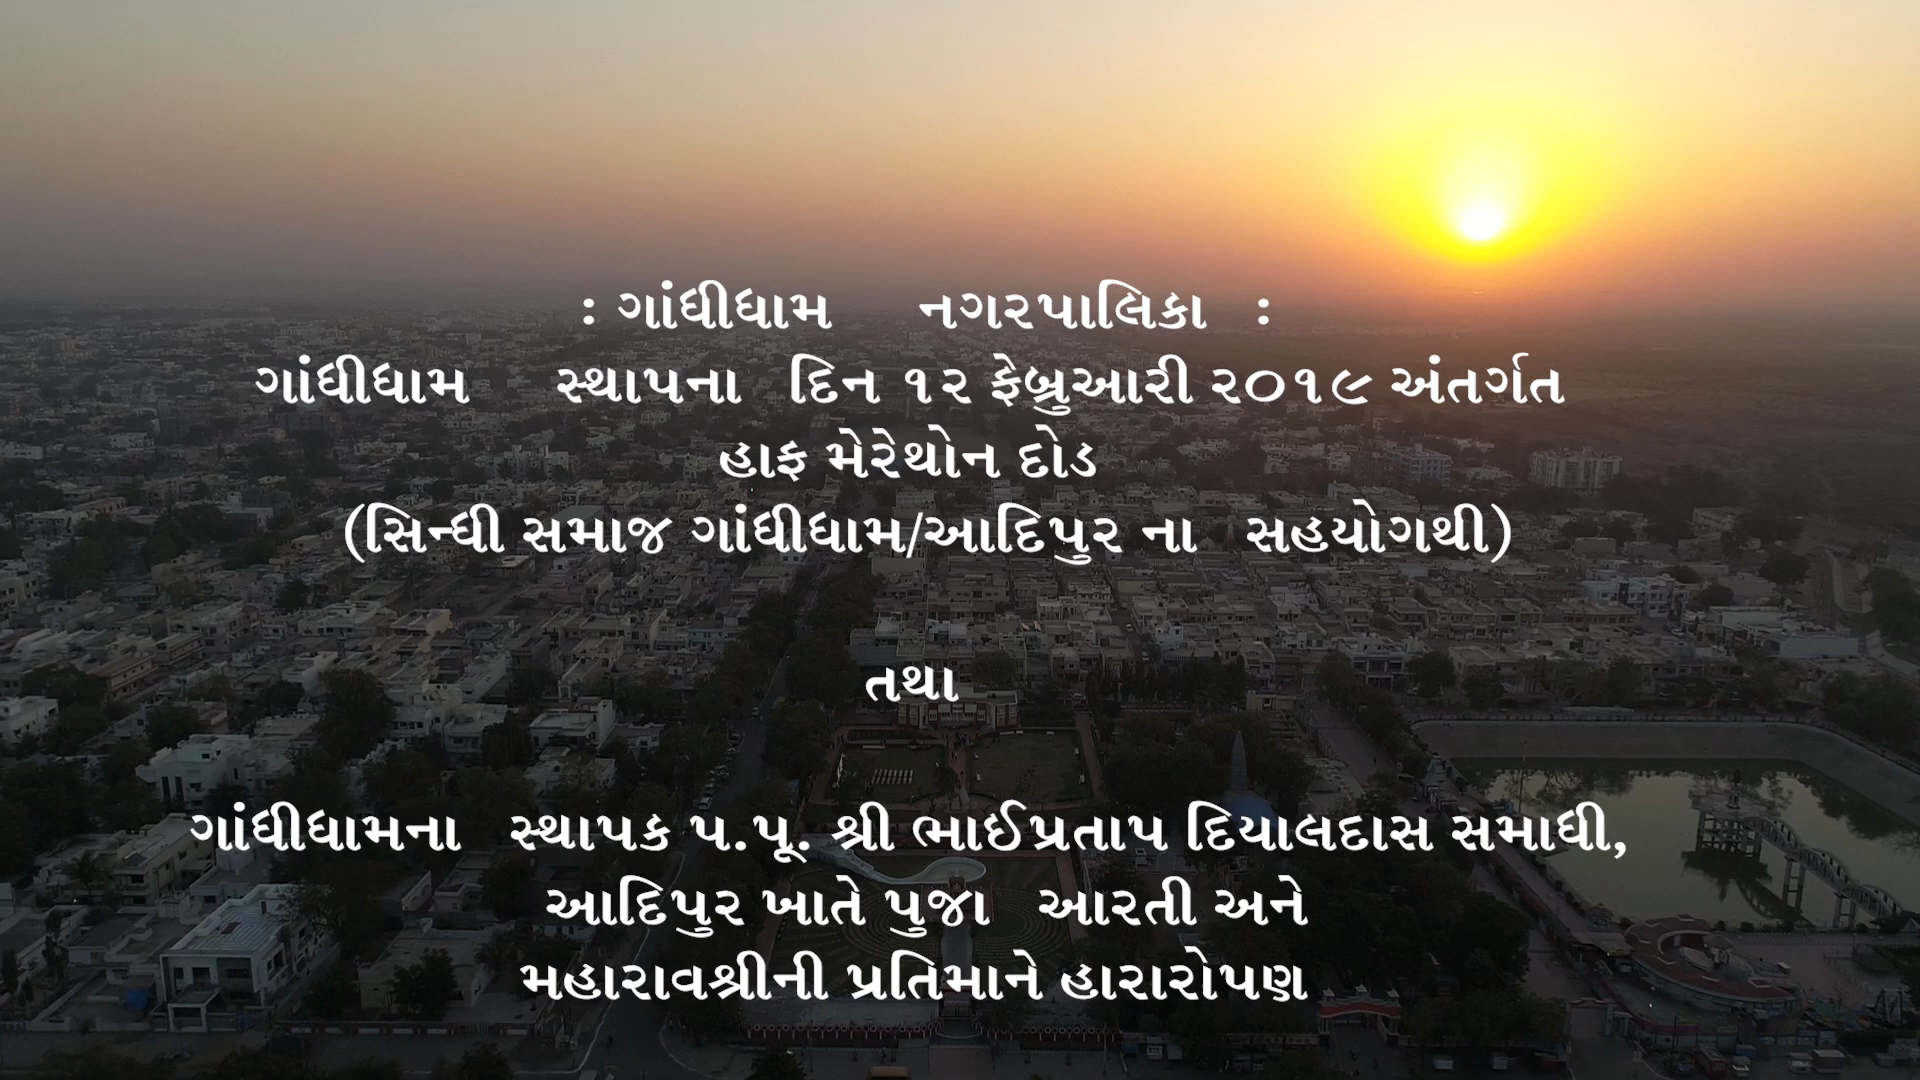 : ગાંધીધામ નગરપાલિકા :
ગાંધીધામ સ્થાપના દિન ૧૨ ફેબ્રુઆરી ૨૦૧૯ અંતર્ગત
હાફ મેરેથોન દોડ
(સિન્ધી સમાજ ગાંધીધામ/આદિપુર ના સહયોગથી)
તથા
ગાંધીધામના સ્થાપક પ.પૂ. શ્રી ભાઈપ્રતાપ દિયાલદાસ સમાધી,
આદિપુર ખાતે પુજા આરતી અને
મહારાવશ્રીની પ્રતિમાને હારારોપણ